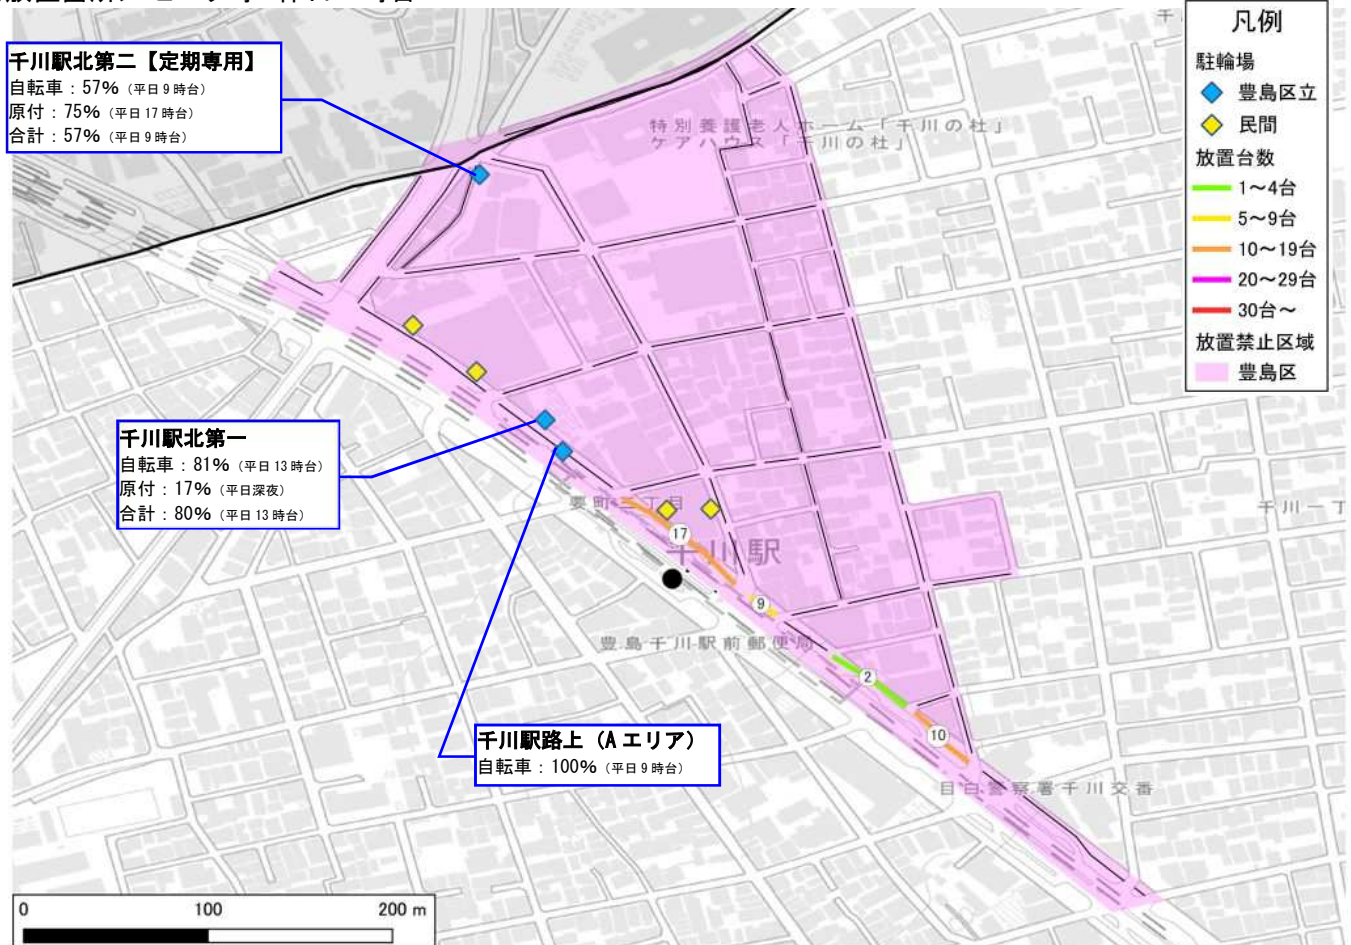 千川駅北第二【定期専用】
自転車：57%（平日9時台）
原付：75%（平日17時台）
合計：57%（平日9時台）
凡例
駐輪場
豊島区立
民間
放置台数
1～4台
5～9台
10～19台
20～29台
30台～
放置禁止区域
豊島区
特別養護老人ホーム「千川の杜」
ケアハウス「千川の杜」
千川駅北第一
自転車：81%（平日13時台）
原付：17%（平日深夜）
合計：80%（平日13時台）
要町三丁目
千川一丁
17
千川駅
9
豊島千川駅前郵便局
2
10
千川駅路上（Aエリア）
自転車：100%（平日9時台）
目白警察署千川交番
0 100 200 m